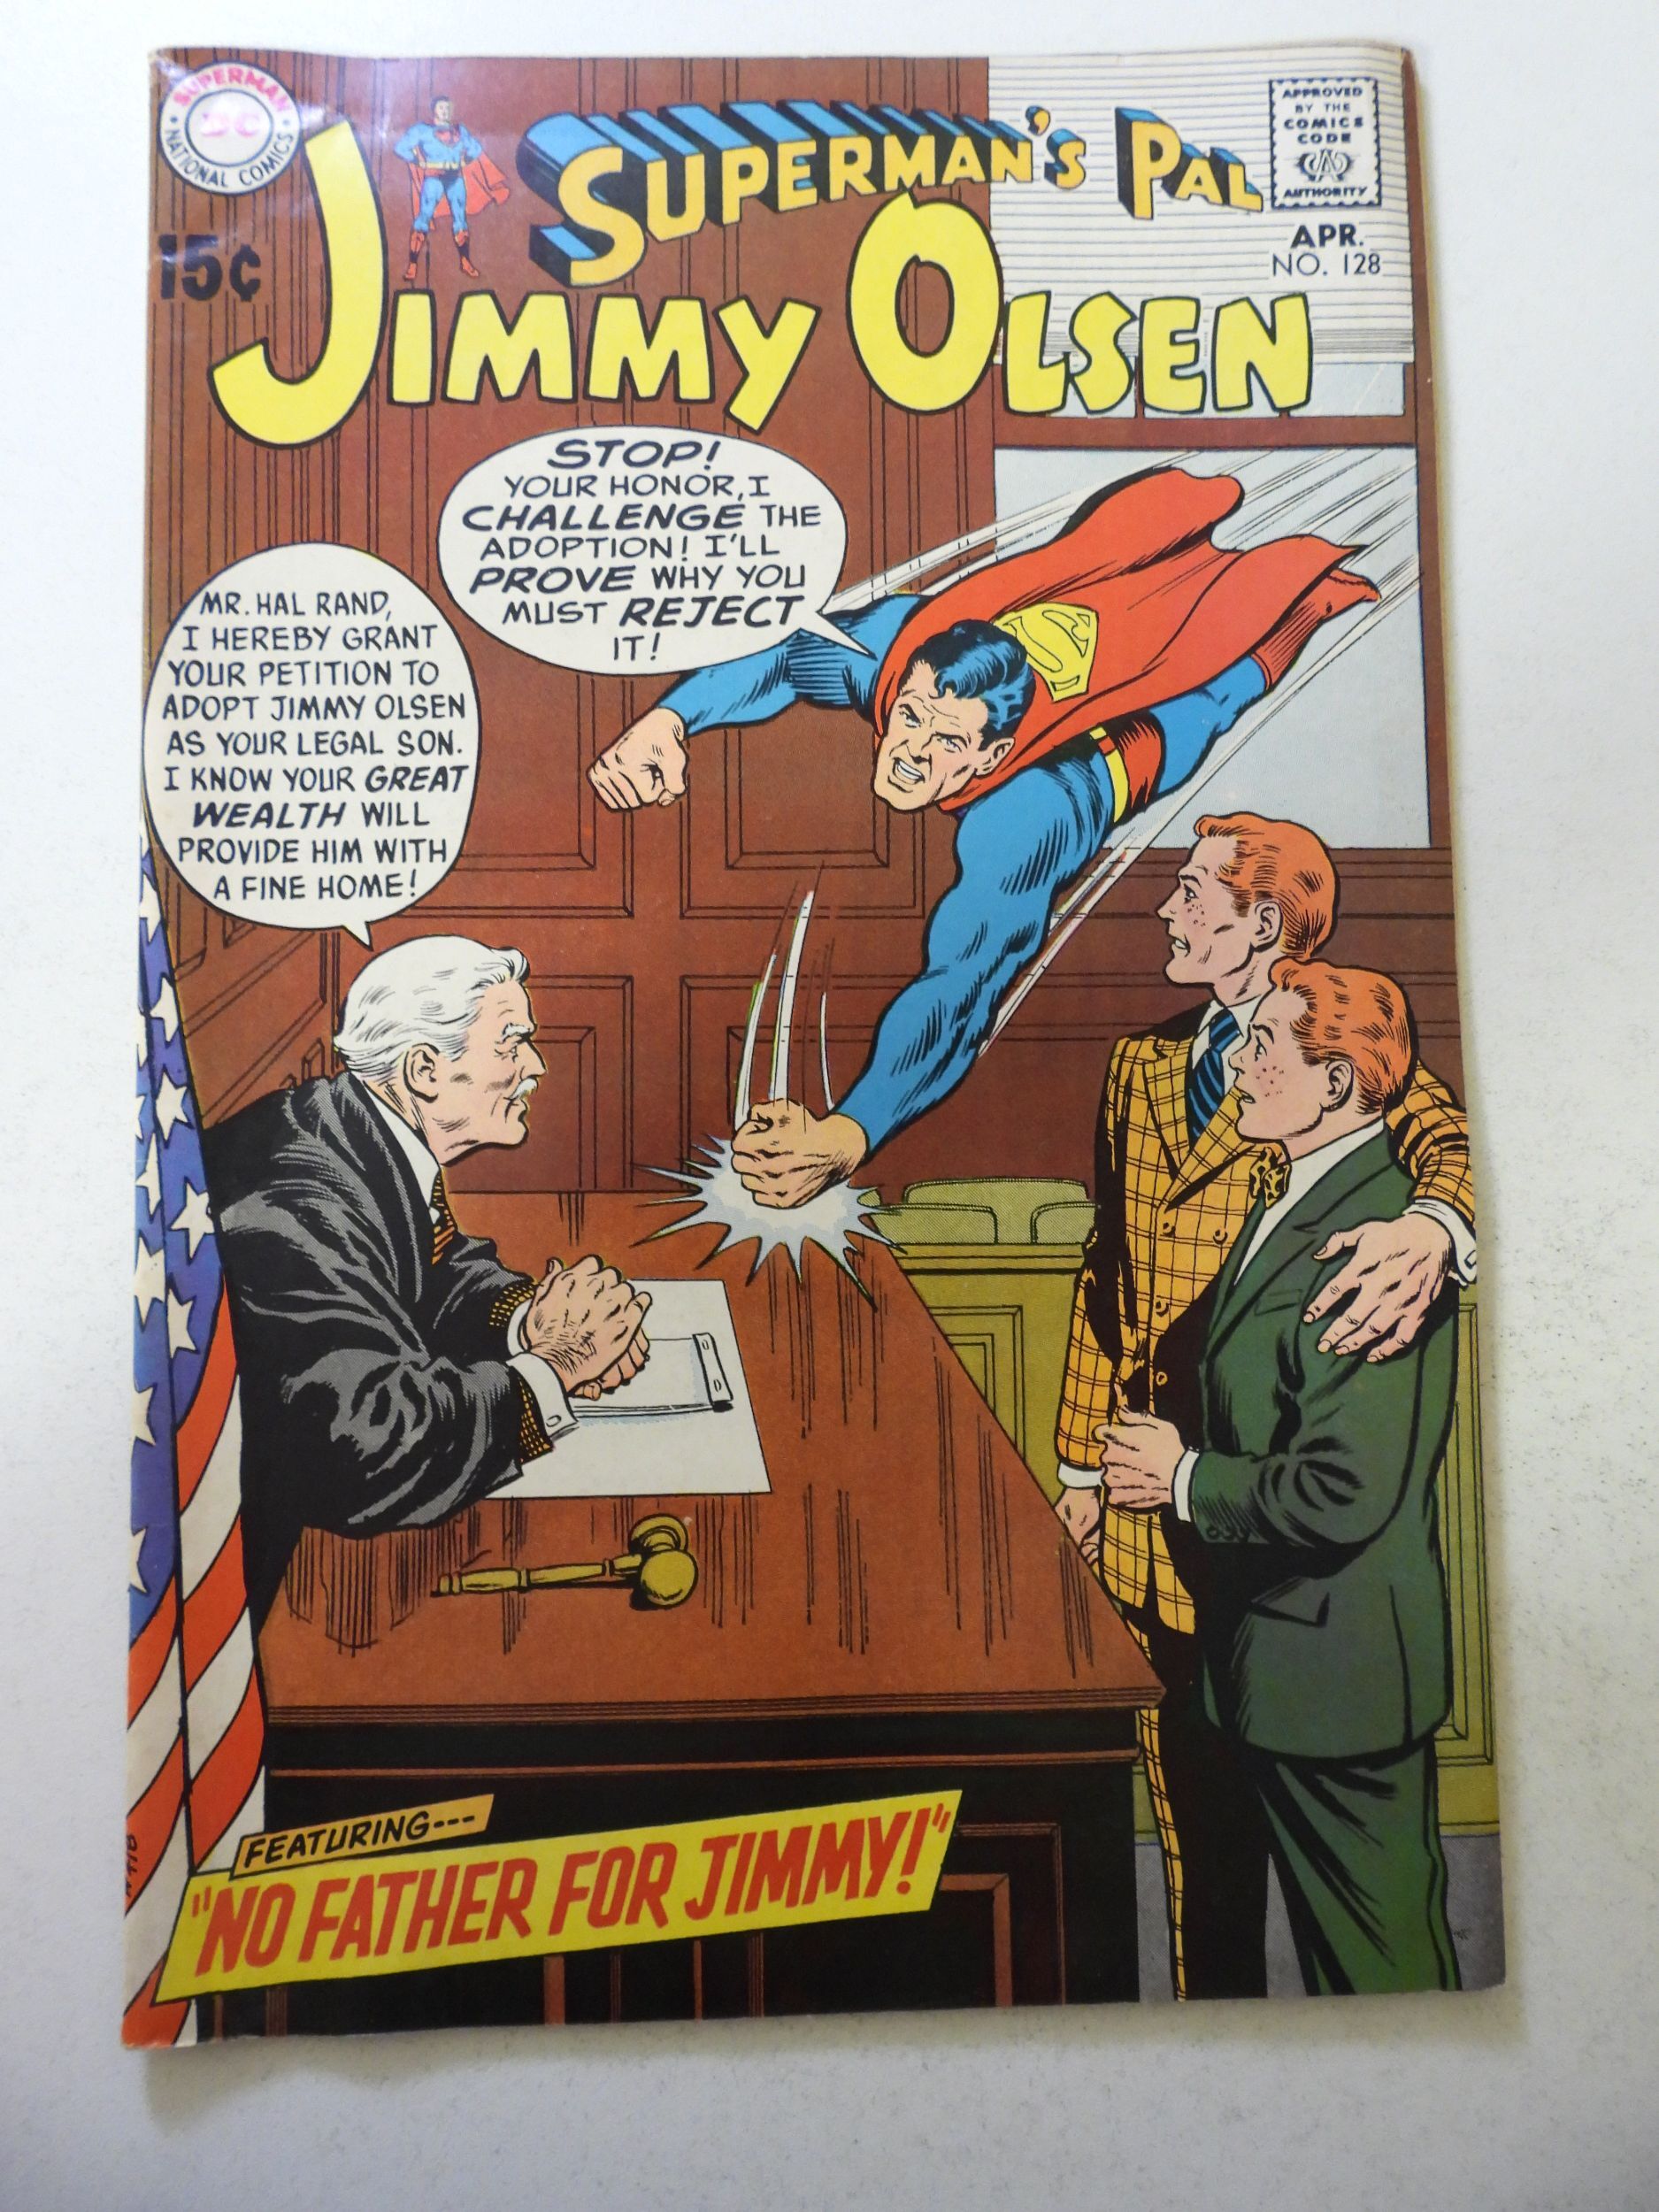 SUPERMAN
DC
NATIONAL COMICS
15¢
SUPERMAN'S PAL
JIMMY OLSEN
APPROVED
BY THE
COMICS
CODE
AUTHORITY
APR.
NO. 128
STOP!
YOUR HONOR, I
CHALLENGE THE
ADOPTION! I'LL
PROVE WHY YOU
MUST REJECT
IT!
MR. HAL RAND,
I HEREBY GRANT
YOUR PETITION TO
ADOPT JIMMY OLSEN
AS YOUR LEGAL SON.
I KNOW YOUR GREAT
WEALTH WILL
PROVIDE HIM WITH
A FINE HOME!
FEATURING---
"NO FATHER FOR JIMMY!"